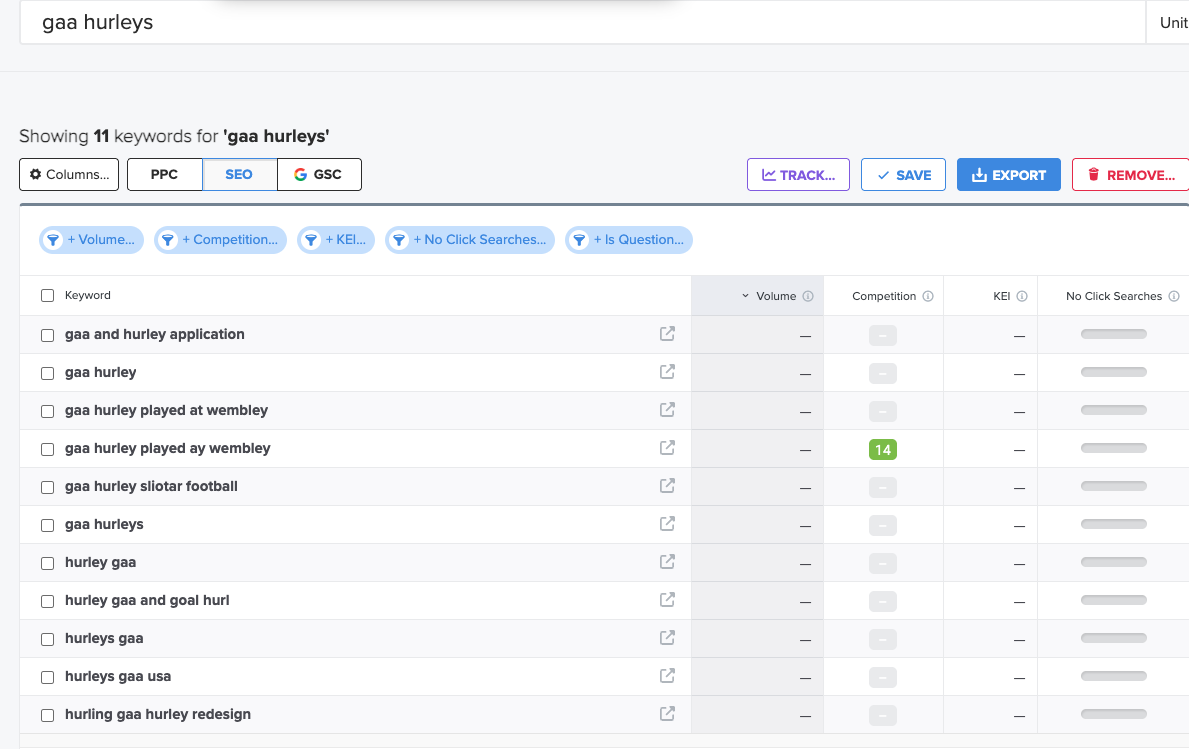 gaa hurleys
Unit
Showing 11 keywords for 'gaa hurleys'
Columns... PPC SEO GSC TRACK... SAVE EXPORT REMOVE...
+ Volume... + Competition... + KEI... + No Click Searches... + Is Question...
Keyword Volume Competition KEI No Click Searches
gaa and hurley application — – —
gaa hurley — – —
gaa hurley played at wembley — – —
gaa hurley played ay wembley — 14 —
gaa hurley sliotar football — – —
gaa hurleys — – —
hurley gaa — – —
hurley gaa and goal hurl — – —
hurleys gaa — – —
hurleys gaa usa — – —
hurling gaa hurley redesign — – —